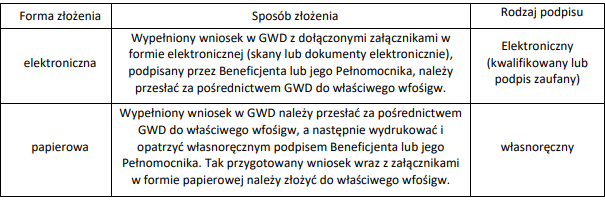 Forma złożenia
Sposób złożenia
Rodzaj podpisu
elektroniczna
Wypełniony wniosek w GWD z dołączonymi załącznikami w
formie elektronicznej (skany lub dokumenty elektronicznie),
podpisany przez Beneficjenta lub jego Pełnomocnika, należy
przesłać za pośrednictwem GWD do właściwego wfośigw.
Elektroniczny
(kwalifikowany lub
podpis zaufany)
papierowa
Wypełniony wniosek w GWD należy przesłać za pośrednictwem
GWD do właściwego wfośigw, a następnie wydrukować i
opatrzyć własnoręcznym podpisem Beneficjenta lub jego
Pełnomocnika. Tak przygotowany wniosek wraz z załącznikami
w formie papierowej należy złożyć do właściwego wfośigw.
własnoręczny